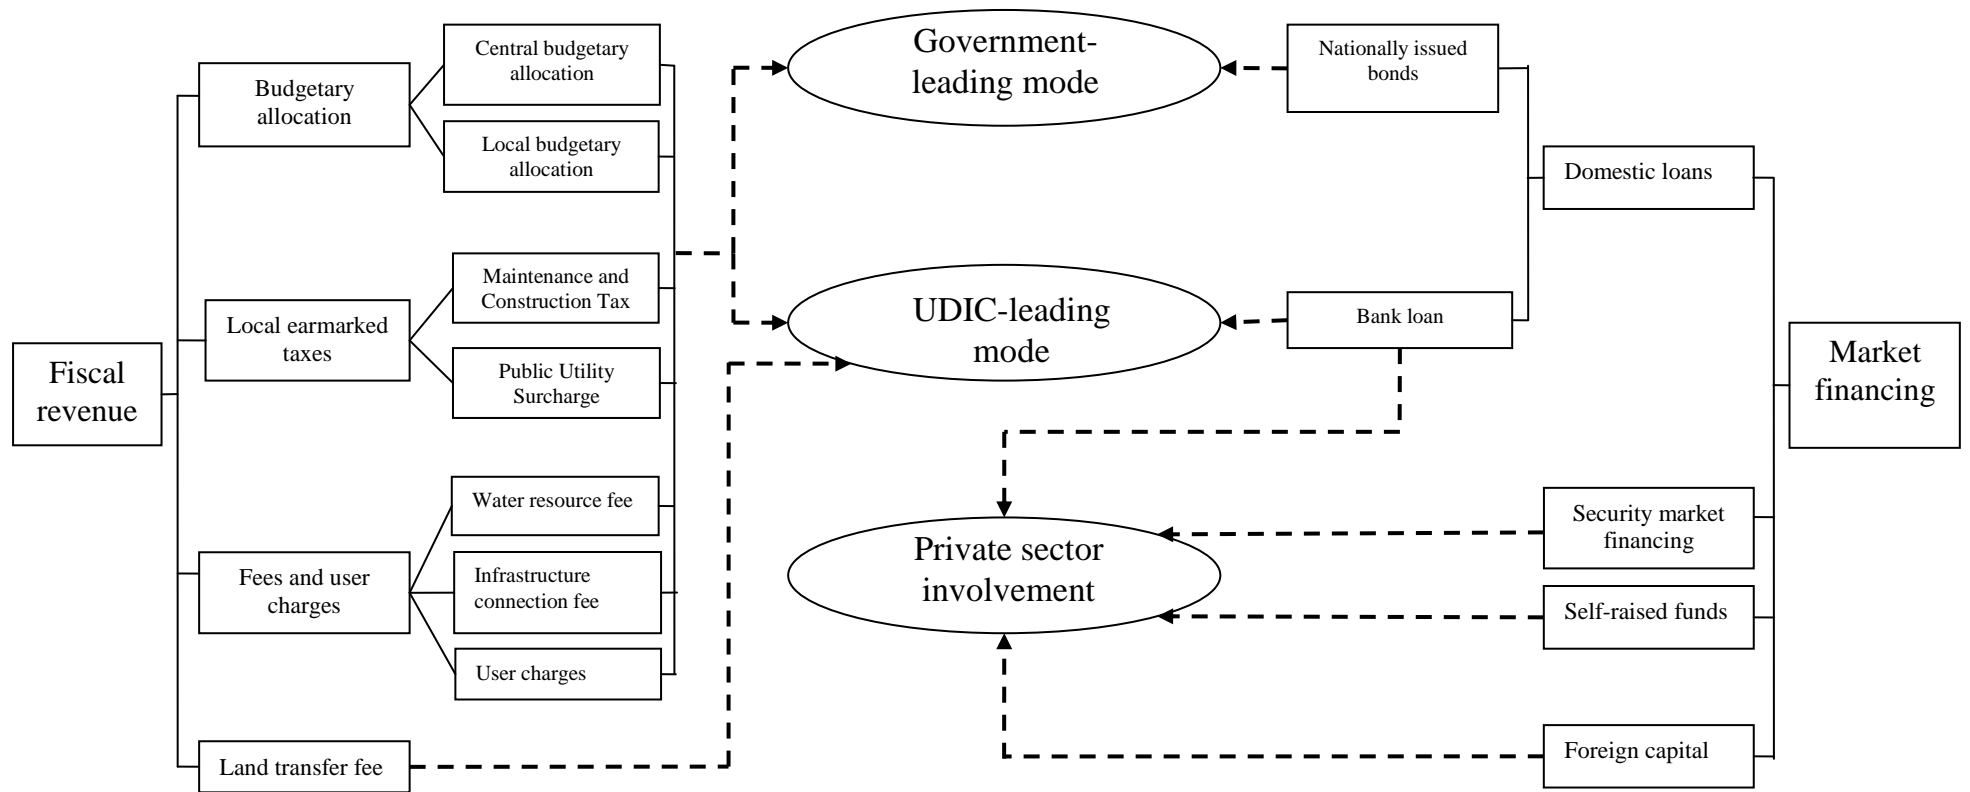 Fiscal
revenue
Budgetary
allocation
Central budgetary
allocation
Local budgetary
allocation
Local earmarked
taxes
Maintenance and
Construction Tax
Public Utility
Surcharge
Fees and user
charges
Water resource fee
Infrastructure
connection fee
User charges
Land transfer fee
Government-
leading mode
UDIC-leading
mode
Private sector
involvement
Nationally issued
bonds
Bank loan
Domestic loans
Security market
financing
Self-raised funds
Foreign capital
Market
financing